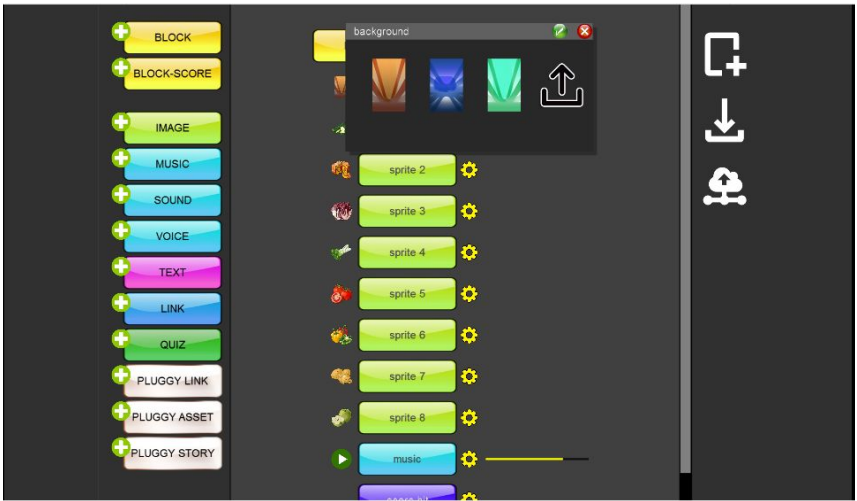 BLOCK
BLOCK-SCORE
IMAGE
MUSIC
SOUND
VOICE
TEXT
LINK
QUIZ
PLUGGY LINK
PLUGGY ASSET
PLUGGY STORY
background
sprite 2
sprite 3
sprite 4
sprite 5
sprite 6
sprite 7
sprite 8
music